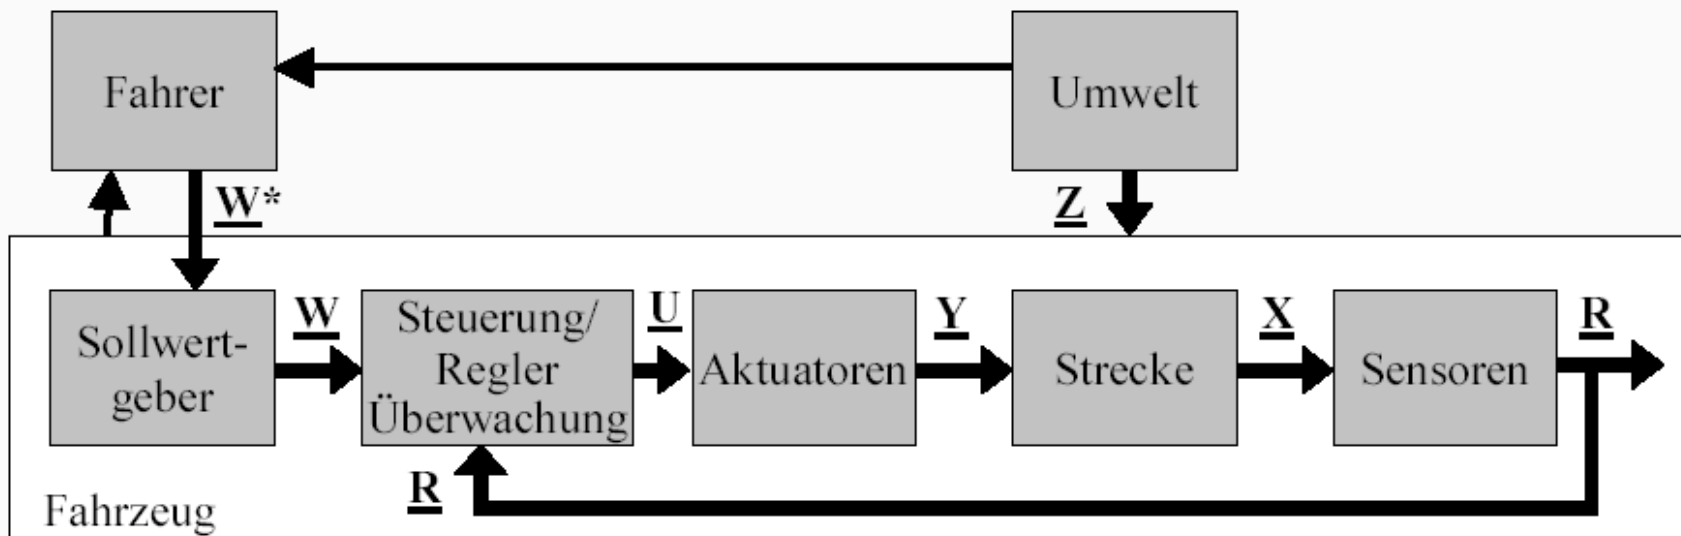 Fahrer
Umwelt
W*
Z
Sollwert-
geber
W
Steuerung/
Regler
Überwachung
U
Aktuatoren
Y
Strecke
X
Sensoren
R
R
Fahrzeug